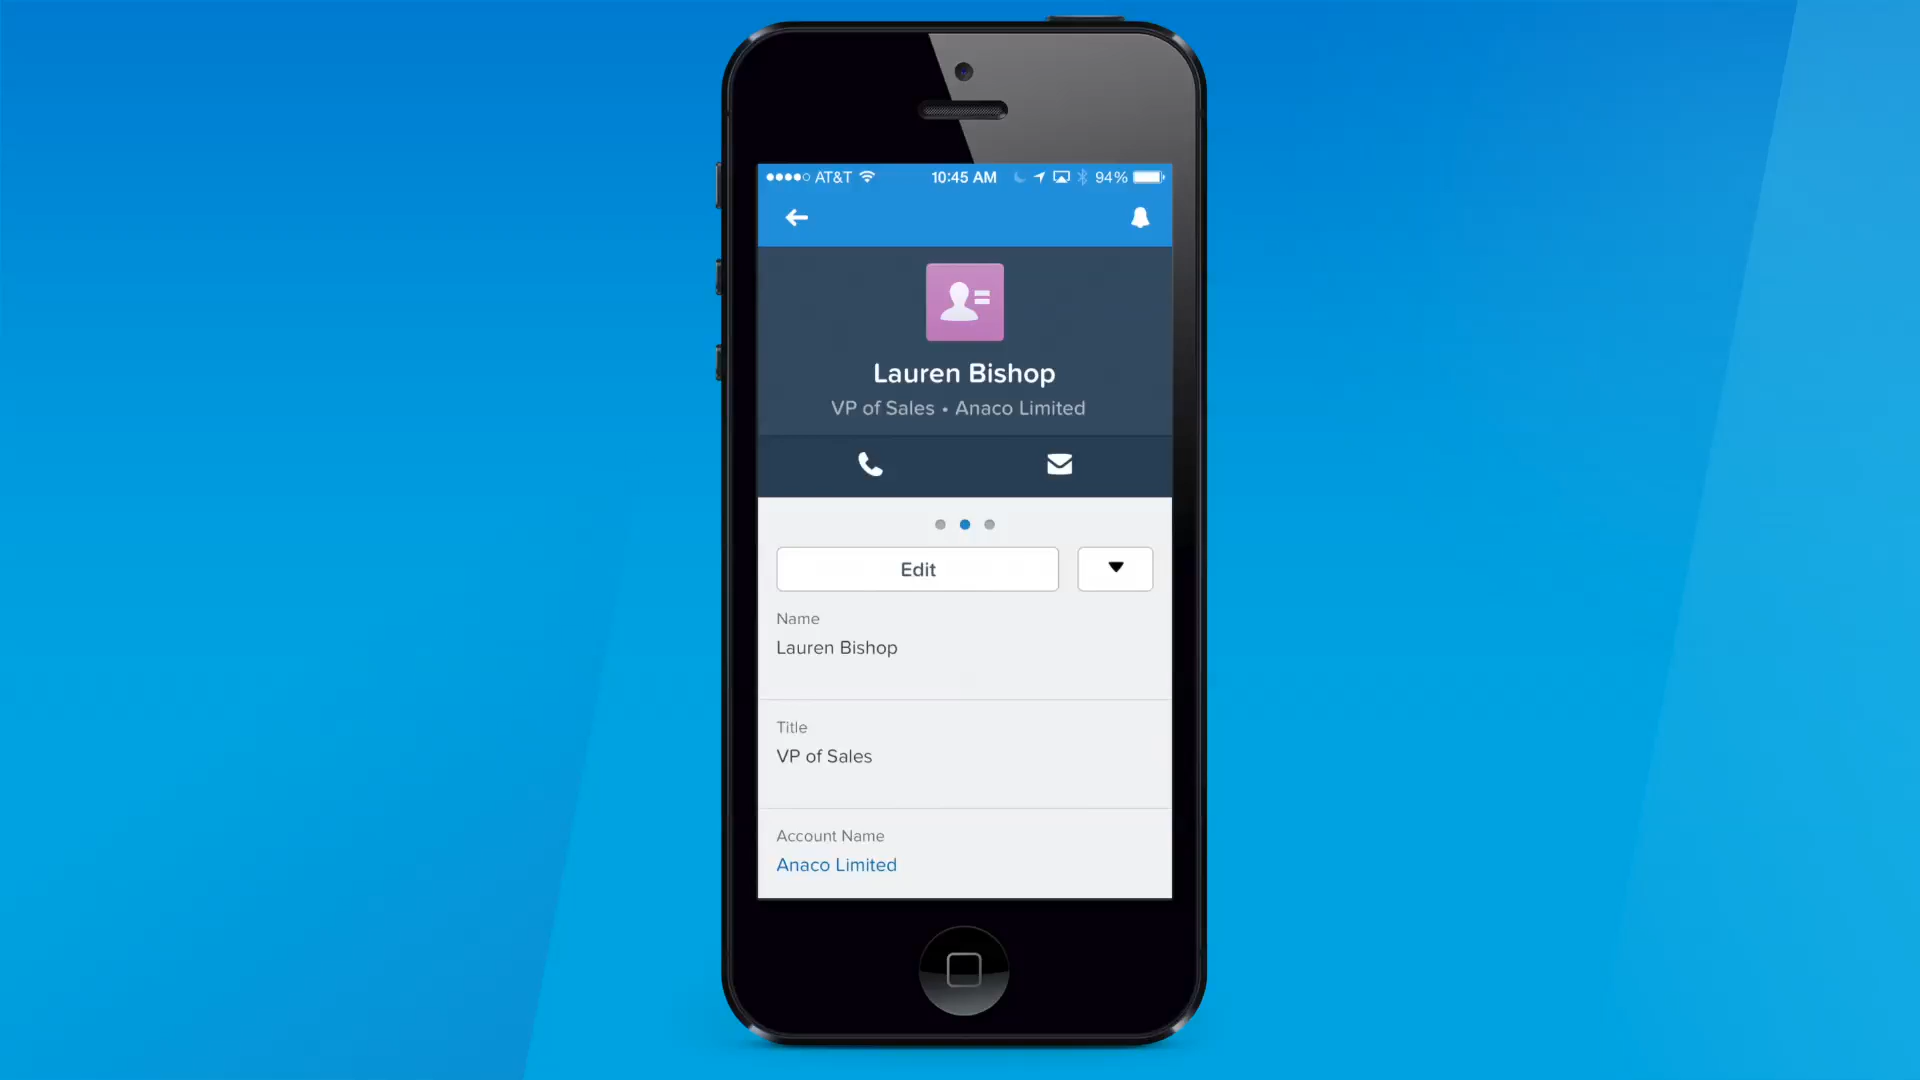 AT&T 10:45 AM 94%
Lauren Bishop
VP of Sales • Anaco Limited
Edit
Name
Lauren Bishop
Title
VP of Sales
Account Name
Anaco Limited